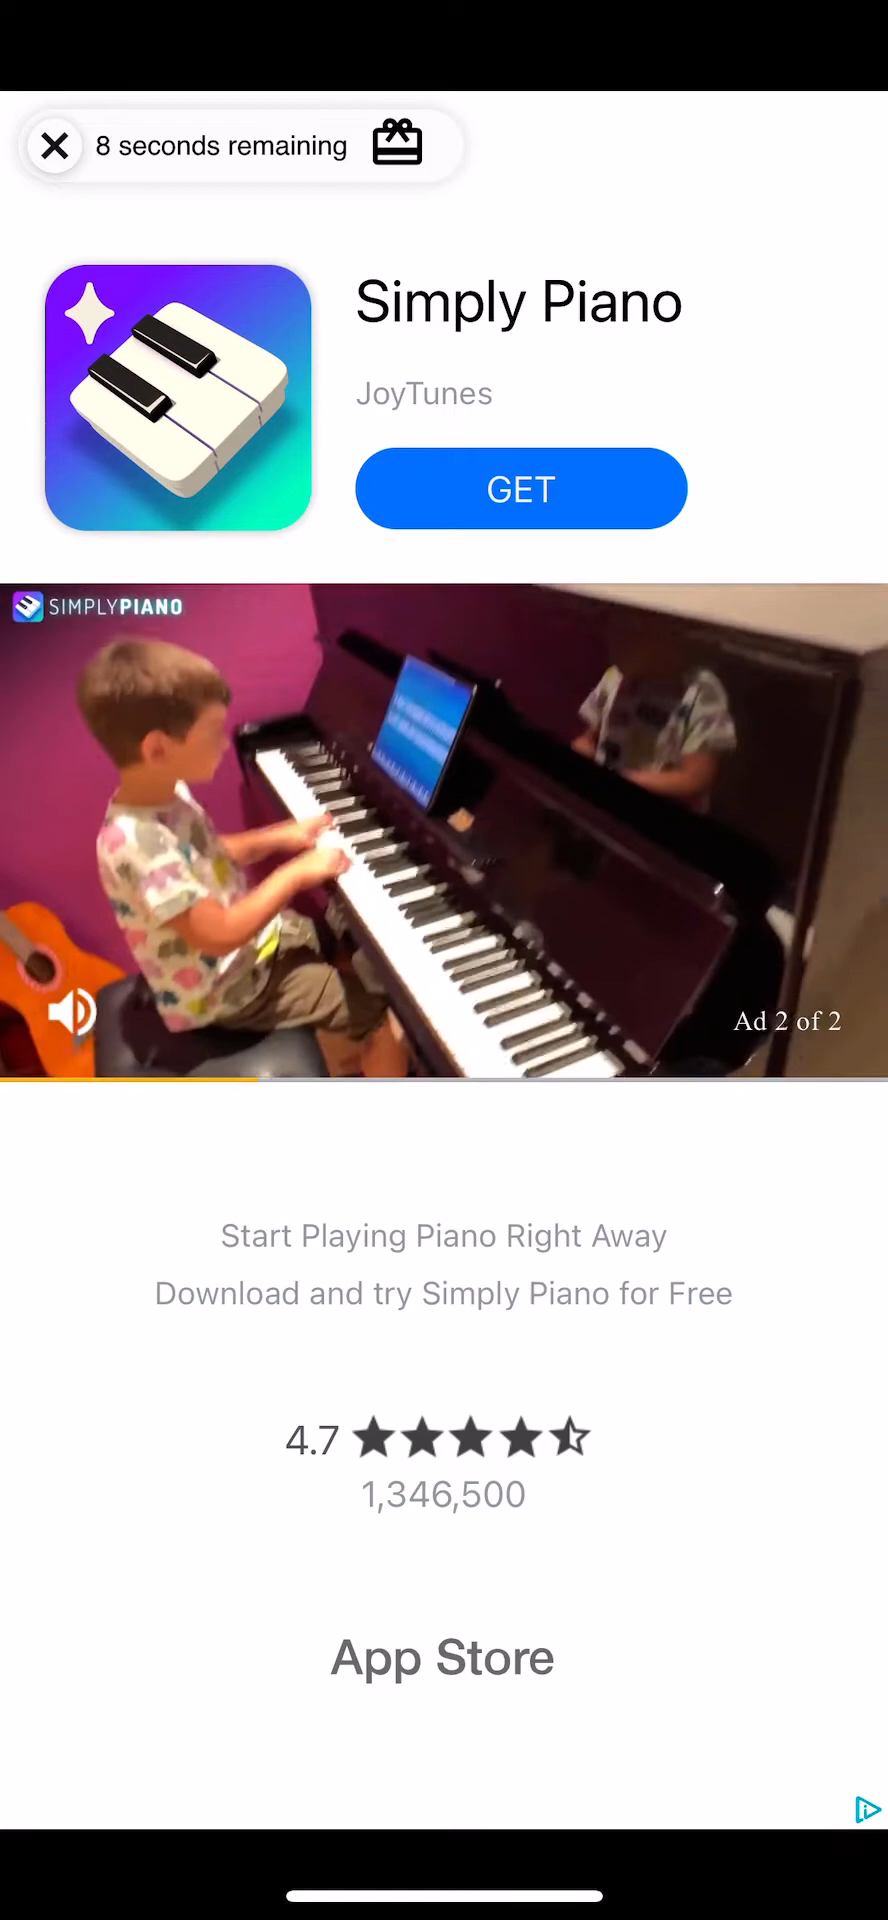 8 seconds remaining
Simply Piano
JoyTunes
GET
SIMPLYPIANO
Ad 2 of 2
Start Playing Piano Right Away
Download and try Simply Piano for Free
4.7
1,346,500
App Store